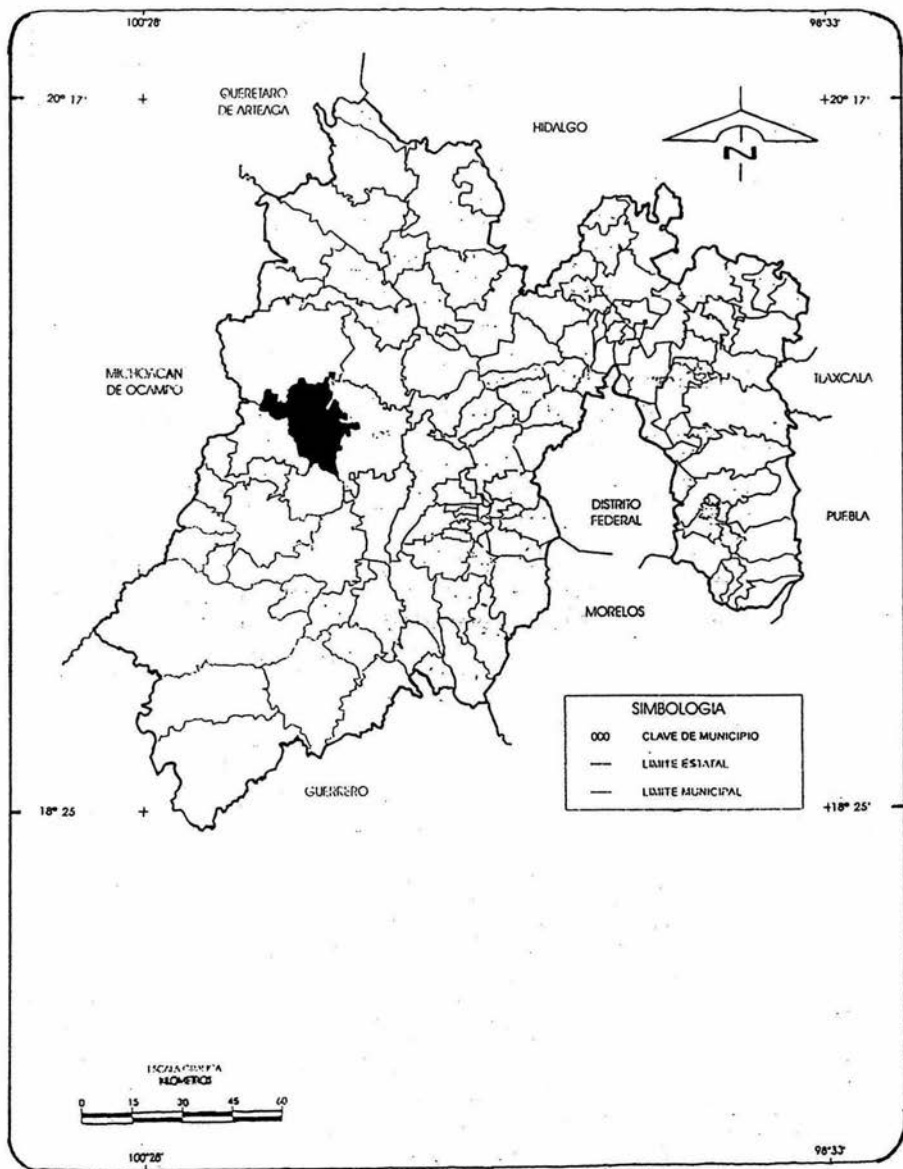 100°28'
98°33'
20° 17'
QUERETARO
DE ARTEAGA
HIDALGO
+20° 17'
N
MICHOACAN
DE OCAMPO
TLAXCALA
DISTRITO
FEDERAL
PUEBLA
MORELOS
SIMBOLOGIA
000 CLAVE DE MUNICIPIO
LIMITE ESTATAL
LIMITE MUNICIPAL
GUERRERO
18° 25
+18° 25'
ESCALA GRAFICA
KILOMETROS
0 15 30 45 60
100°28'
98°33'